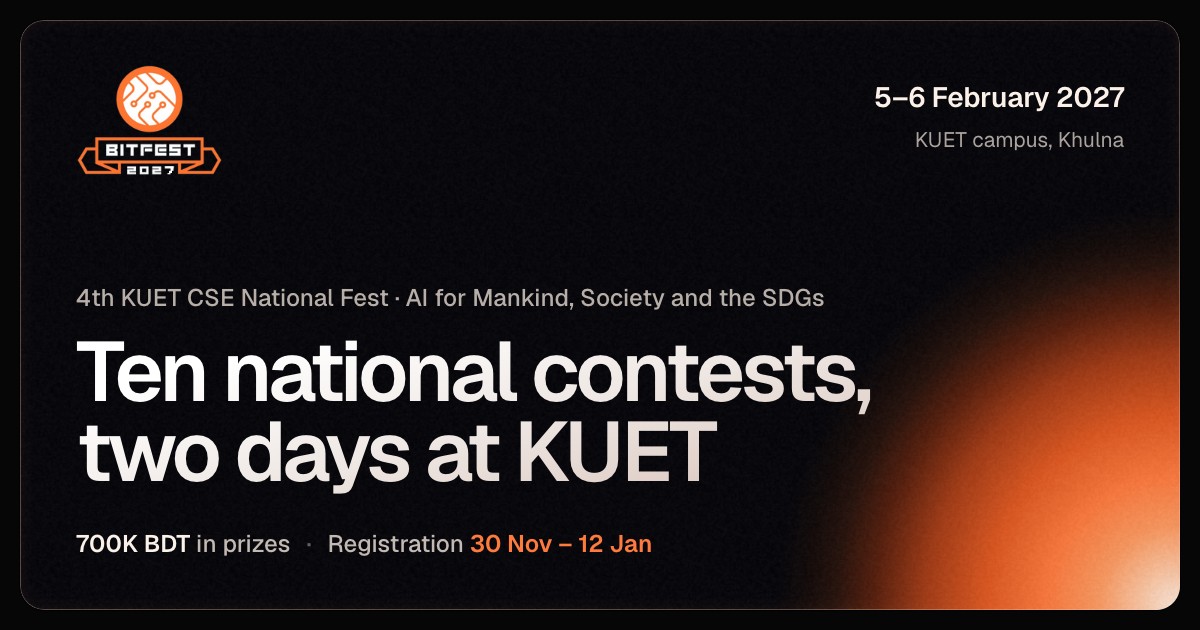 BITFEST
2027
5–6 February 2027
KUET campus, Khulna
4th KUET CSE National Fest · AI for Mankind, Society and the SDGs
Ten national contests,
two days at KUET
700K BDT in prizes · Registration 30 Nov – 12 Jan